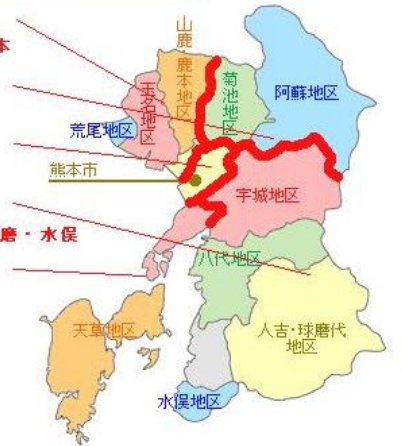 本
山鹿・鹿本地区
菊池地区
阿蘇地区
玉名地区
荒尾地区
熊本市
宇城地区
磨・水俣
八代地区
天草地区
人吉・球磨代
地区
水俣地区